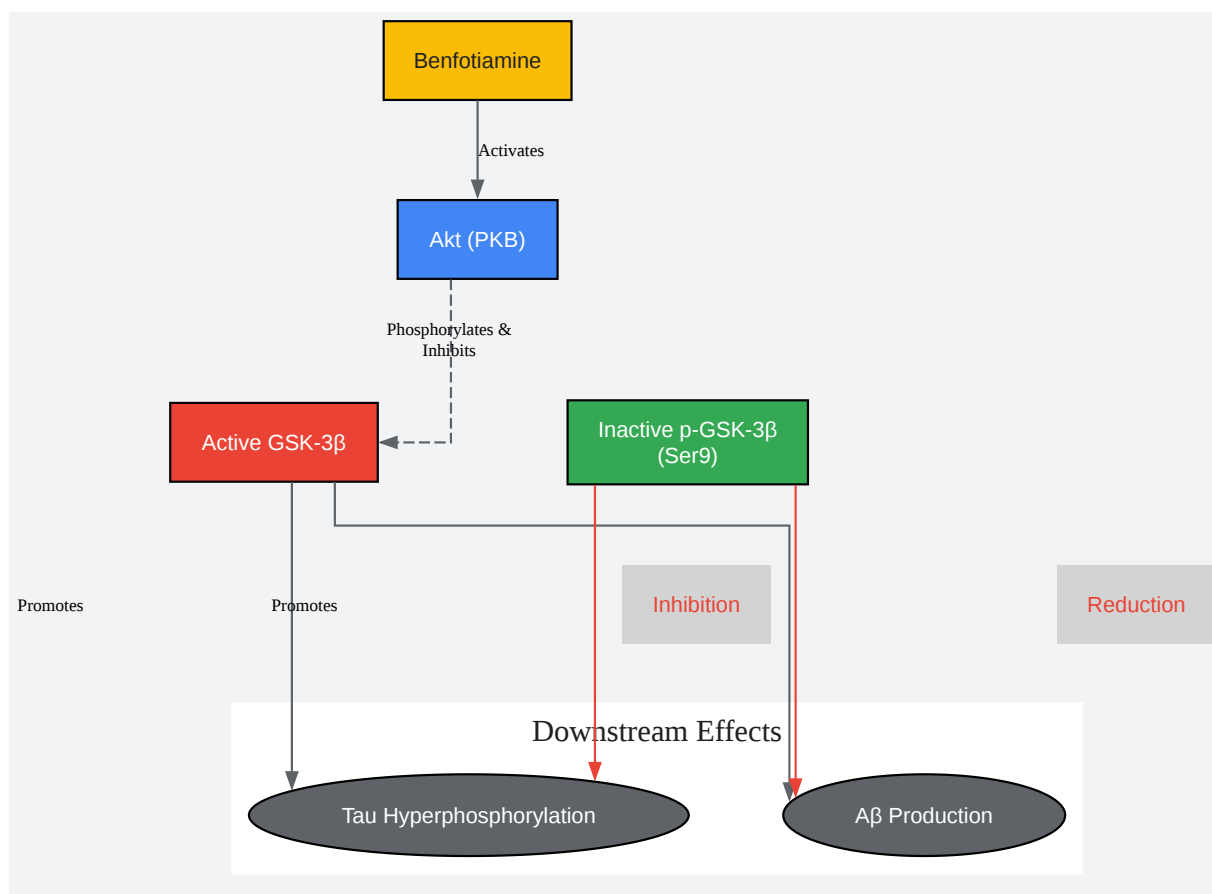 Benfotiamine
Activates
Akt (PKB)
Phosphorylates &
Inhibits
Active GSK-3β
Inactive p-GSK-3β
(Ser9)
Promotes
Promotes
Inhibition
Reduction
Downstream Effects
Tau Hyperphosphorylation
Aβ Production